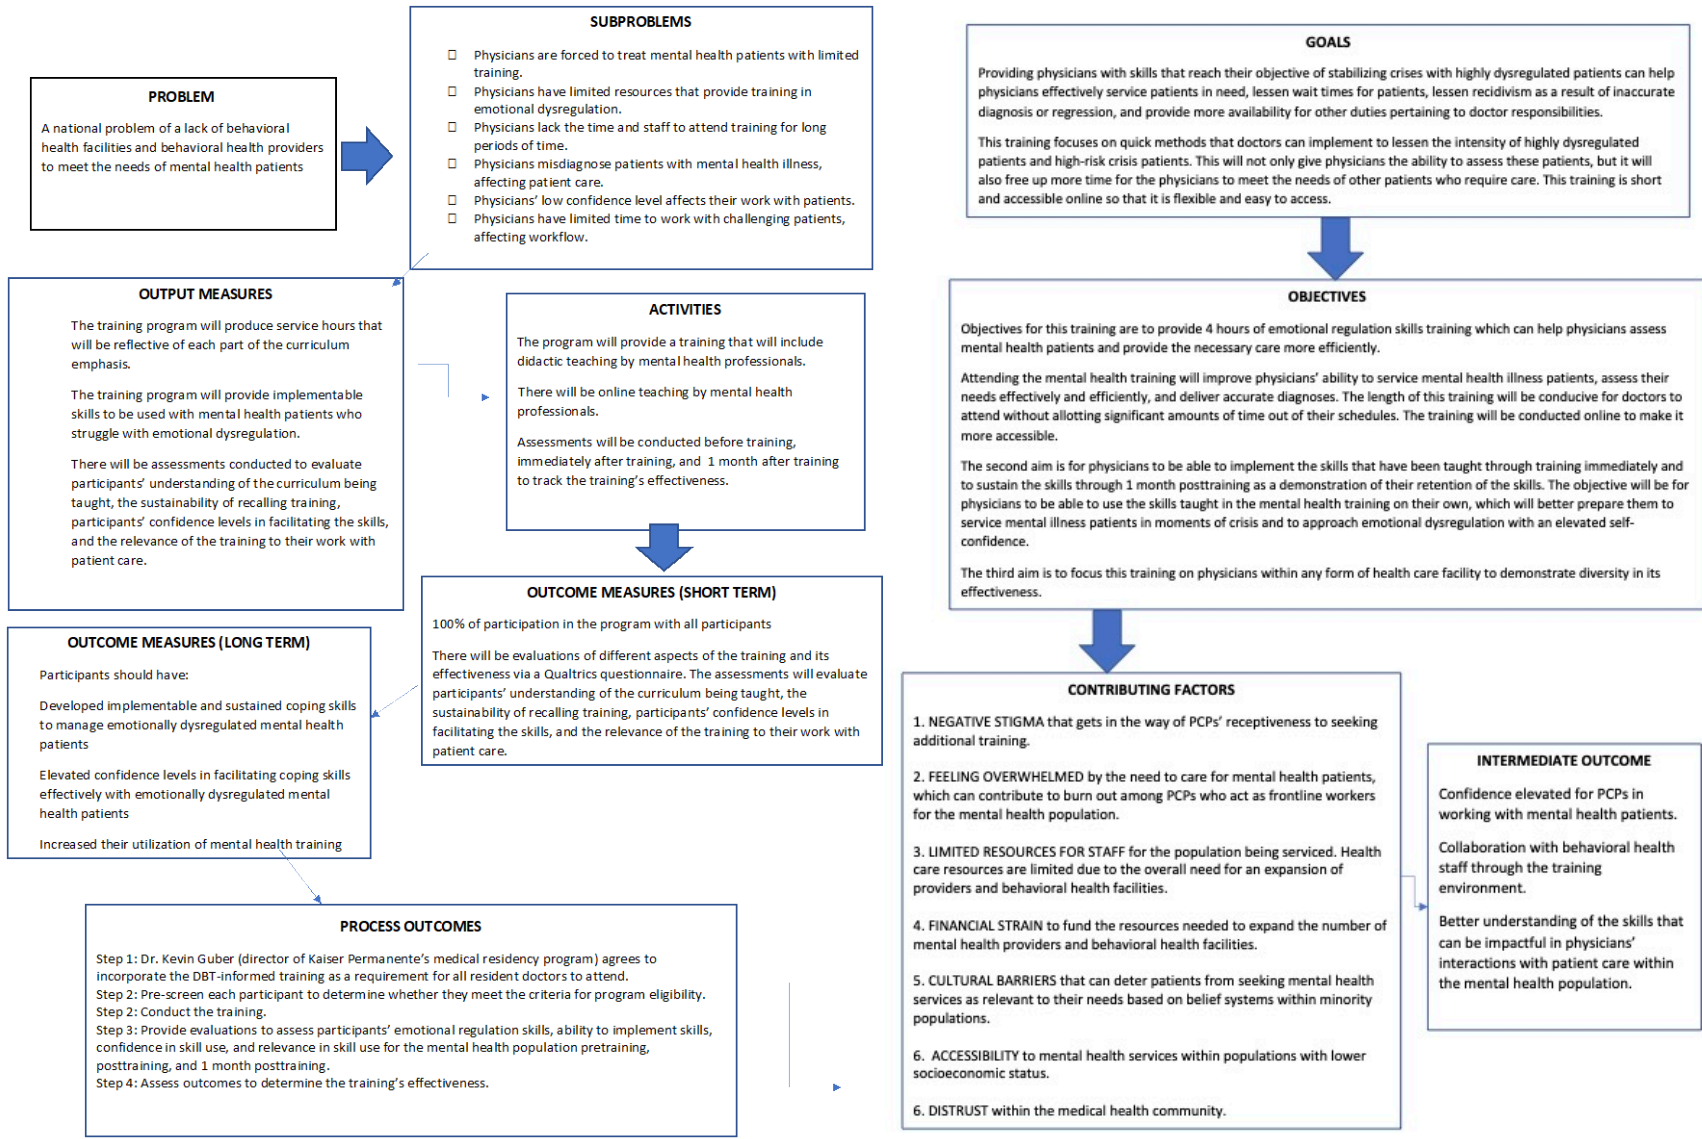 PROBLEM
A national problem of a lack of behavioral
health facilities and behavioral health providers
to meet the needs of mental health patients
SUBPROBLEMS
Physicians are forced to treat mental health patients with limited
training.
Physicians have limited resources that provide training in
emotional dysregulation.
Physicians lack the time and staff to attend training for long
periods of time.
Physicians misdiagnose patients with mental health illness,
affecting patient care.
Physicians’ low confidence level affects their work with patients.
Physicians have limited time to work with challenging patients,
affecting workflow.
OUTPUT MEASURES
The training program will produce service hours that
will be reflective of each part of the curriculum
emphasis.
The training program will provide implementable
skills to be used with mental health patients who
struggle with emotional dysregulation.
There will be assessments conducted to evaluate
participants’ understanding of the curriculum being
taught, the sustainability of recalling training,
participants’ confidence levels in facilitating the skills,
and the relevance of the training to their work with
patient care.
ACTIVITIES
The program will provide a training that will include
didactic teaching by mental health professionals.
There will be online teaching by mental health
professionals.
Assessments will be conducted before training,
immediately after training, and 1 month after training
to track the training’s effectiveness.
OUTCOME MEASURES (SHORT TERM)
100% of participation in the program with all participants
There will be evaluations of different aspects of the training and its
effectiveness via a Qualtrics questionnaire. The assessments will evaluate
participants’ understanding of the curriculum being taught, the
sustainability of recalling training, participants’ confidence levels in
facilitating the skills, and the relevance of the training to their work with
patient care.
OUTCOME MEASURES (LONG TERM)
Participants should have:
Developed implementable and sustained coping skills
to manage emotionally dysregulated mental health
patients
Elevated confidence levels in facilitating coping skills
effectively with emotionally dysregulated mental
health patients
Increased their utilization of mental health training
PROCESS OUTCOMES
Step 1: Dr. Kevin Guber (director of Kaiser Permanente’s medical residency program) agrees to
incorporate the DBT-informed training as a requirement for all resident doctors to attend.
Step 2: Pre-screen each participant to determine whether they meet the criteria for program eligibility.
Step 2: Conduct the training.
Step 3: Provide evaluations to assess participants’ emotional regulation skills, ability to implement skills,
confidence in skill use, and relevance in skill use for the mental health population pretraining,
posttraining, and 1 month posttraining.
Step 4: Assess outcomes to determine the training’s effectiveness.
GOALS
Providing physicians with skills that reach their objective of stabilizing crises with highly dysregulated patients can help
physicians effectively service patients in need, lessen wait times for patients, lessen recidivism as a result of inaccurate
diagnosis or regression, and provide more availability for other duties pertaining to doctor responsibilities.
This training focuses on quick methods that doctors can implement to lessen the intensity of highly dysregulated
patients and high-risk crisis patients. This will not only give physicians the ability to assess these patients, but it will
also free up more time for the physicians to meet the needs of other patients who require care. This training is short
and accessible online so that it is flexible and easy to access.
OBJECTIVES
Objectives for this training are to provide 4 hours of emotional regulation skills training which can help physicians assess
mental health patients and provide the necessary care more efficiently.
Attending the mental health training will improve physicians’ ability to service mental health illness patients, assess their
needs effectively and efficiently, and deliver accurate diagnoses. The length of this training will be conducive for doctors to
attend without allotting significant amounts of time out of their schedules. The training will be conducted online to make it
more accessible.
The second aim is for physicians to be able to implement the skills that have been taught through training immediately and
to sustain the skills through 1 month posttraining as a demonstration of their retention of the skills. The objective will be for
physicians to be able to use the skills taught in the mental health training on their own, which will better prepare them to
service mental illness patients in moments of crisis and to approach emotional dysregulation with an elevated self-
confidence.
The third aim is to focus this training on physicians within any form of health care facility to demonstrate diversity in its
effectiveness.
CONTRIBUTING FACTORS
1. NEGATIVE STIGMA that gets in the way of PCPs’ receptiveness to seeking
additional training.
2. FEELING OVERWHELMED by the need to care for mental health patients,
which can contribute to burn out among PCPs who act as frontline workers
for the mental health population.
3. LIMITED RESOURCES FOR STAFF for the population being serviced. Health
care resources are limited due to the overall need for an expansion of
providers and behavioral health facilities.
4. FINANCIAL STRAIN to fund the resources needed to expand the number of
mental health providers and behavioral health facilities.
5. CULTURAL BARRIERS that can deter patients from seeking mental health
services as relevant to their needs based on belief systems within minority
populations.
6. ACCESSIBILITY to mental health services within populations with lower
socioeconomic status.
6. DISTRUST within the medical health community.
INTERMEDIATE OUTCOME
Confidence elevated for PCPs in
working with mental health patients.
Collaboration with behavioral health
staff through the training
environment.
Better understanding of the skills that
can be impactful in physicians’
interactions with patient care within
the mental health population.